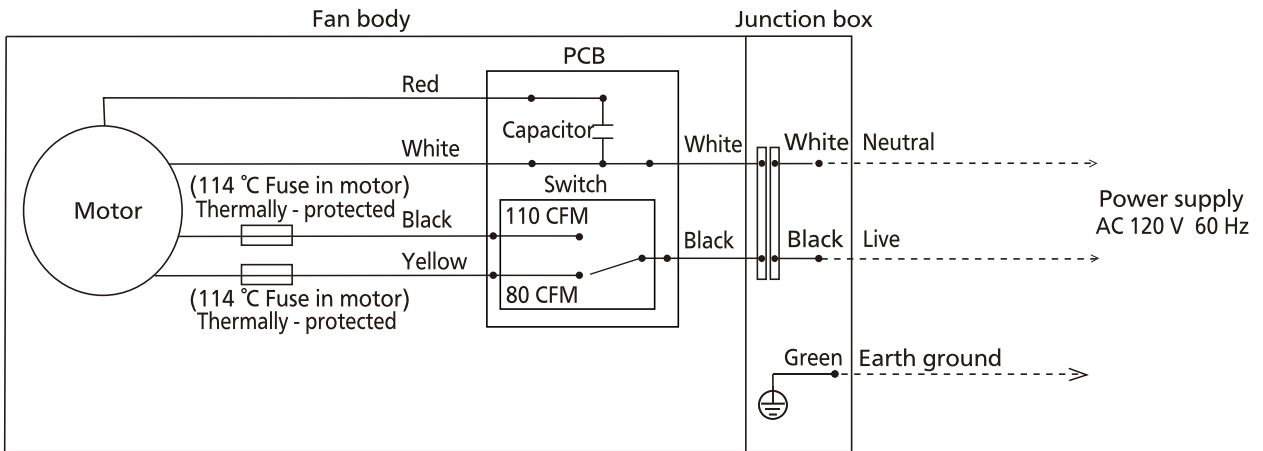 Fan body
Junction box
PCB
Red
Capacitor
White
White
White
Neutral
(114 ℃ Fuse in motor)
Thermally - protected
Switch
Motor
Black
110 CFM
Black
Black
Live
Power supply
AC 120 V 60 Hz
Yellow
80 CFM
(114 ℃ Fuse in motor)
Thermally - protected
Green
Earth ground